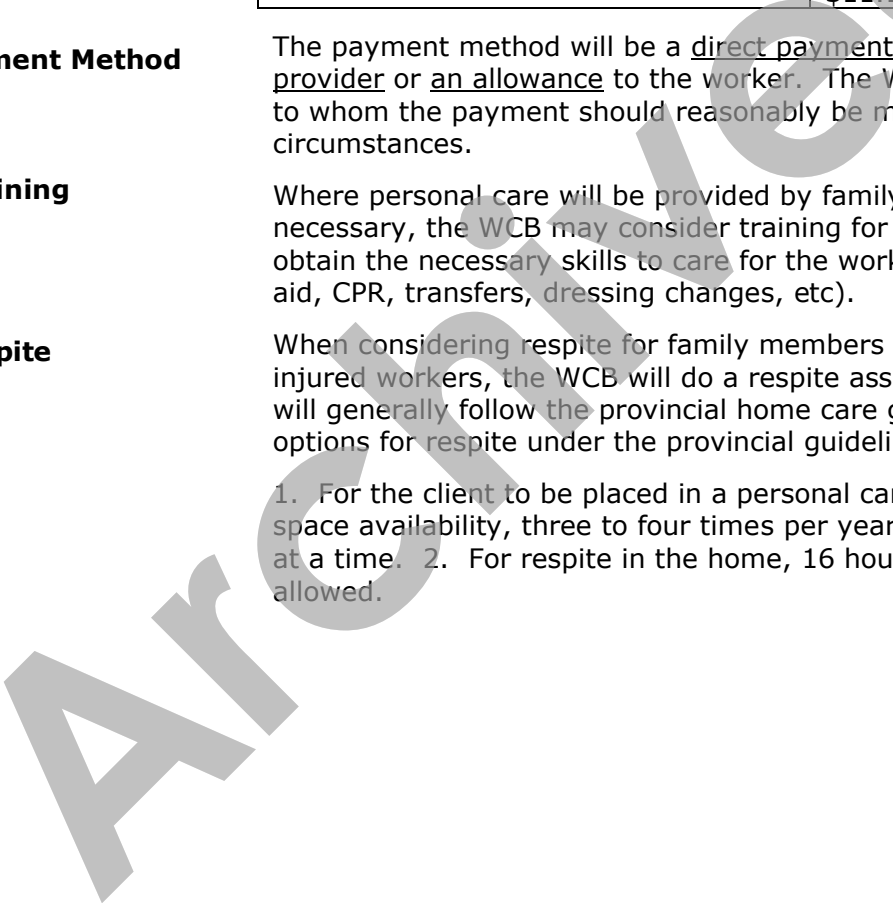 ment Method
The payment method will be a direct payment
provider or an allowance to the worker. The
to whom the payment should reasonably be
circumstances.
ining
Where personal care will be provided by family
necessary, the WCB may consider training for
obtain the necessary skills to care for the
aid, CPR, transfers, dressing changes, etc).
pite
When considering respite for family members
injured workers, the WCB will do a respite
will generally follow the provincial home care
options for respite under the provincial
1. For the client to be placed in a personal
space availability, three to four times per year
at a time. 2. For respite in the home, 16
allowed.
Archive